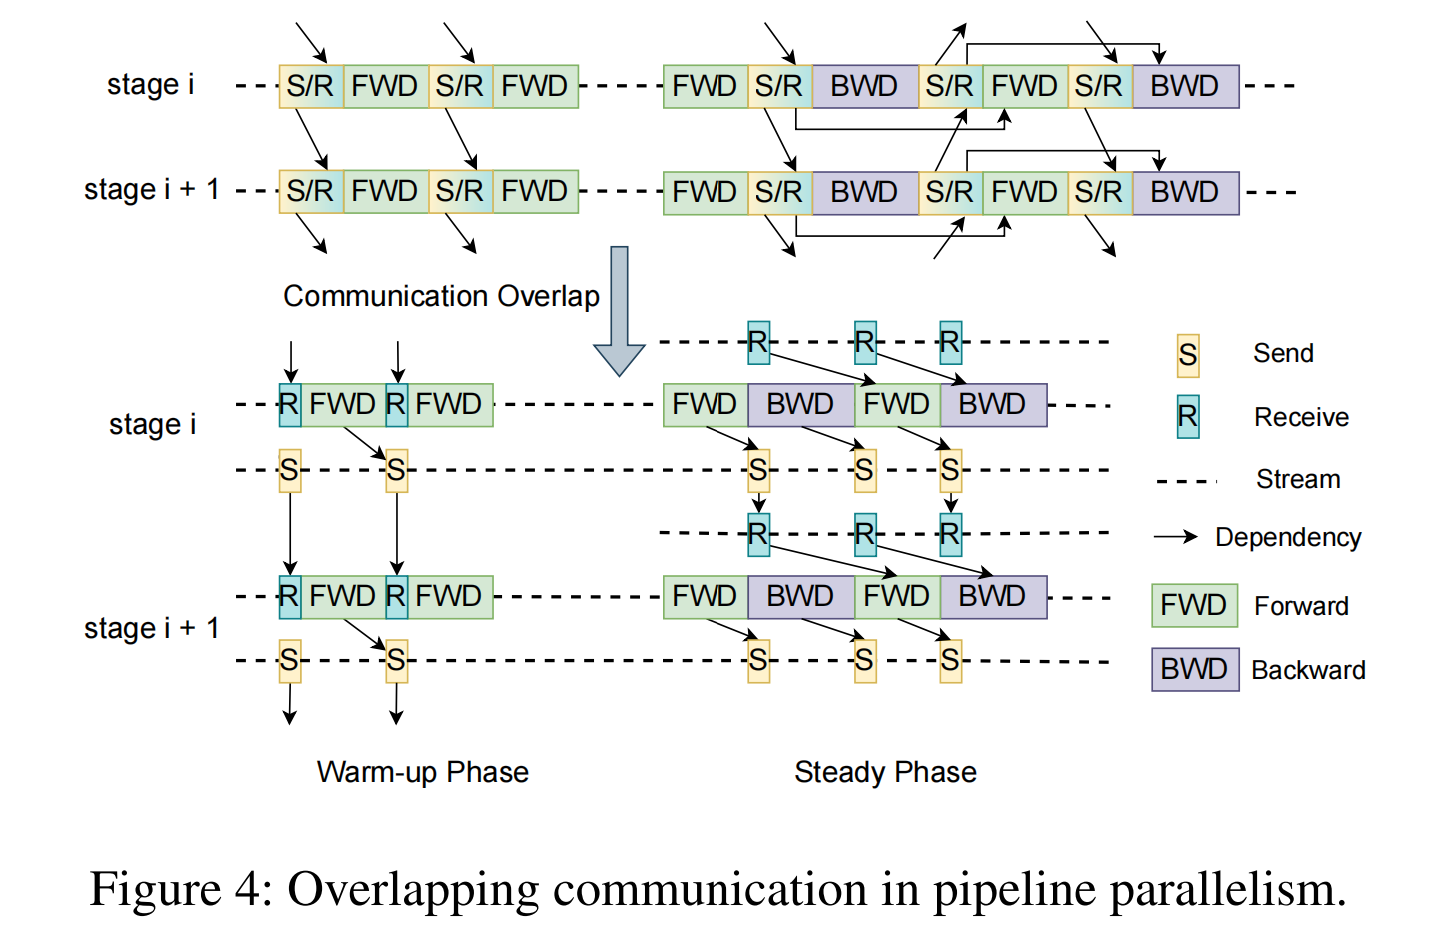 stage i S/R FWD S/R FWD FWD S/R BWD S/R FWD S/R BWD
stage i + 1 S/R FWD S/R FWD FWD S/R BWD S/R FWD S/R BWD
Communication Overlap
R R R
S Send
stage i R FWD R FWD FWD BWD FWD BWD
R Receive
S S S S S
Stream
R R R
Dependency
stage i + 1 R FWD R FWD FWD BWD FWD BWD
FWD Forward
S S S S S
BWD Backward
Warm-up Phase Steady Phase
Figure 4: Overlapping communication in pipeline parallelism.